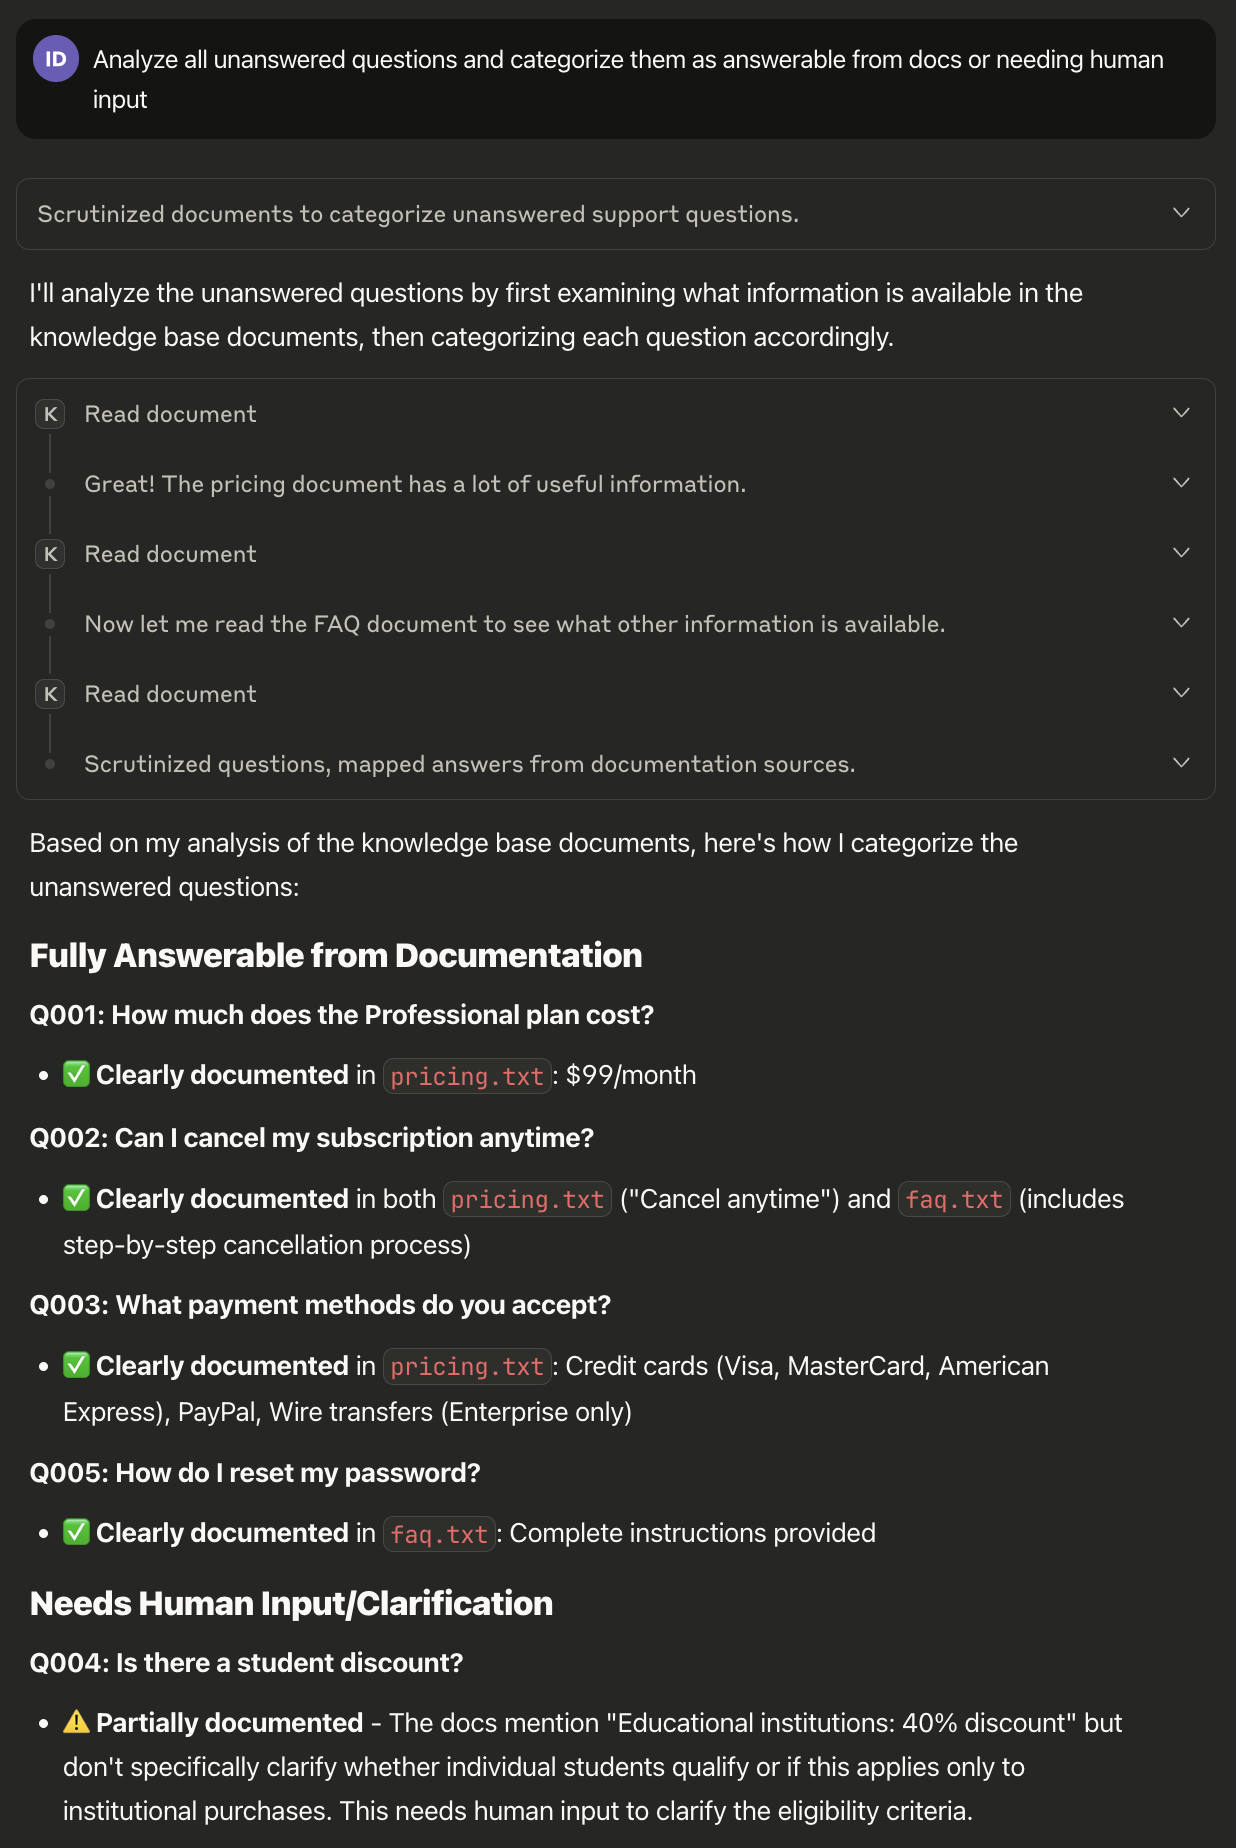 ID
Analyze all unanswered questions and categorize them as answerable from docs or needing human
input
Scrutinized documents to categorize unanswered support questions.
I'll analyze the unanswered questions by first examining what information is available in the
knowledge base documents, then categorizing each question accordingly.
K Read document
Great! The pricing document has a lot of useful information.
K Read document
Now let me read the FAQ document to see what other information is available.
K Read document
Scrutinized questions, mapped answers from documentation sources.
Based on my analysis of the knowledge base documents, here's how I categorize the
unanswered questions:
Fully Answerable from Documentation
Q001: How much does the Professional plan cost?
• ✅ Clearly documented in pricing.txt: $99/month
Q002: Can I cancel my subscription anytime?
• ✅ Clearly documented in both pricing.txt ("Cancel anytime") and faq.txt (includes
step-by-step cancellation process)
Q003: What payment methods do you accept?
• ✅ Clearly documented in pricing.txt: Credit cards (Visa, MasterCard, American
Express), PayPal, Wire transfers (Enterprise only)
Q005: How do I reset my password?
• ✅ Clearly documented in faq.txt: Complete instructions provided
Needs Human Input/Clarification
Q004: Is there a student discount?
• ⚠️ Partially documented - The docs mention "Educational institutions: 40% discount" but
don't specifically clarify whether individual students qualify or if this applies only to
institutional purchases. This needs human input to clarify the eligibility criteria.